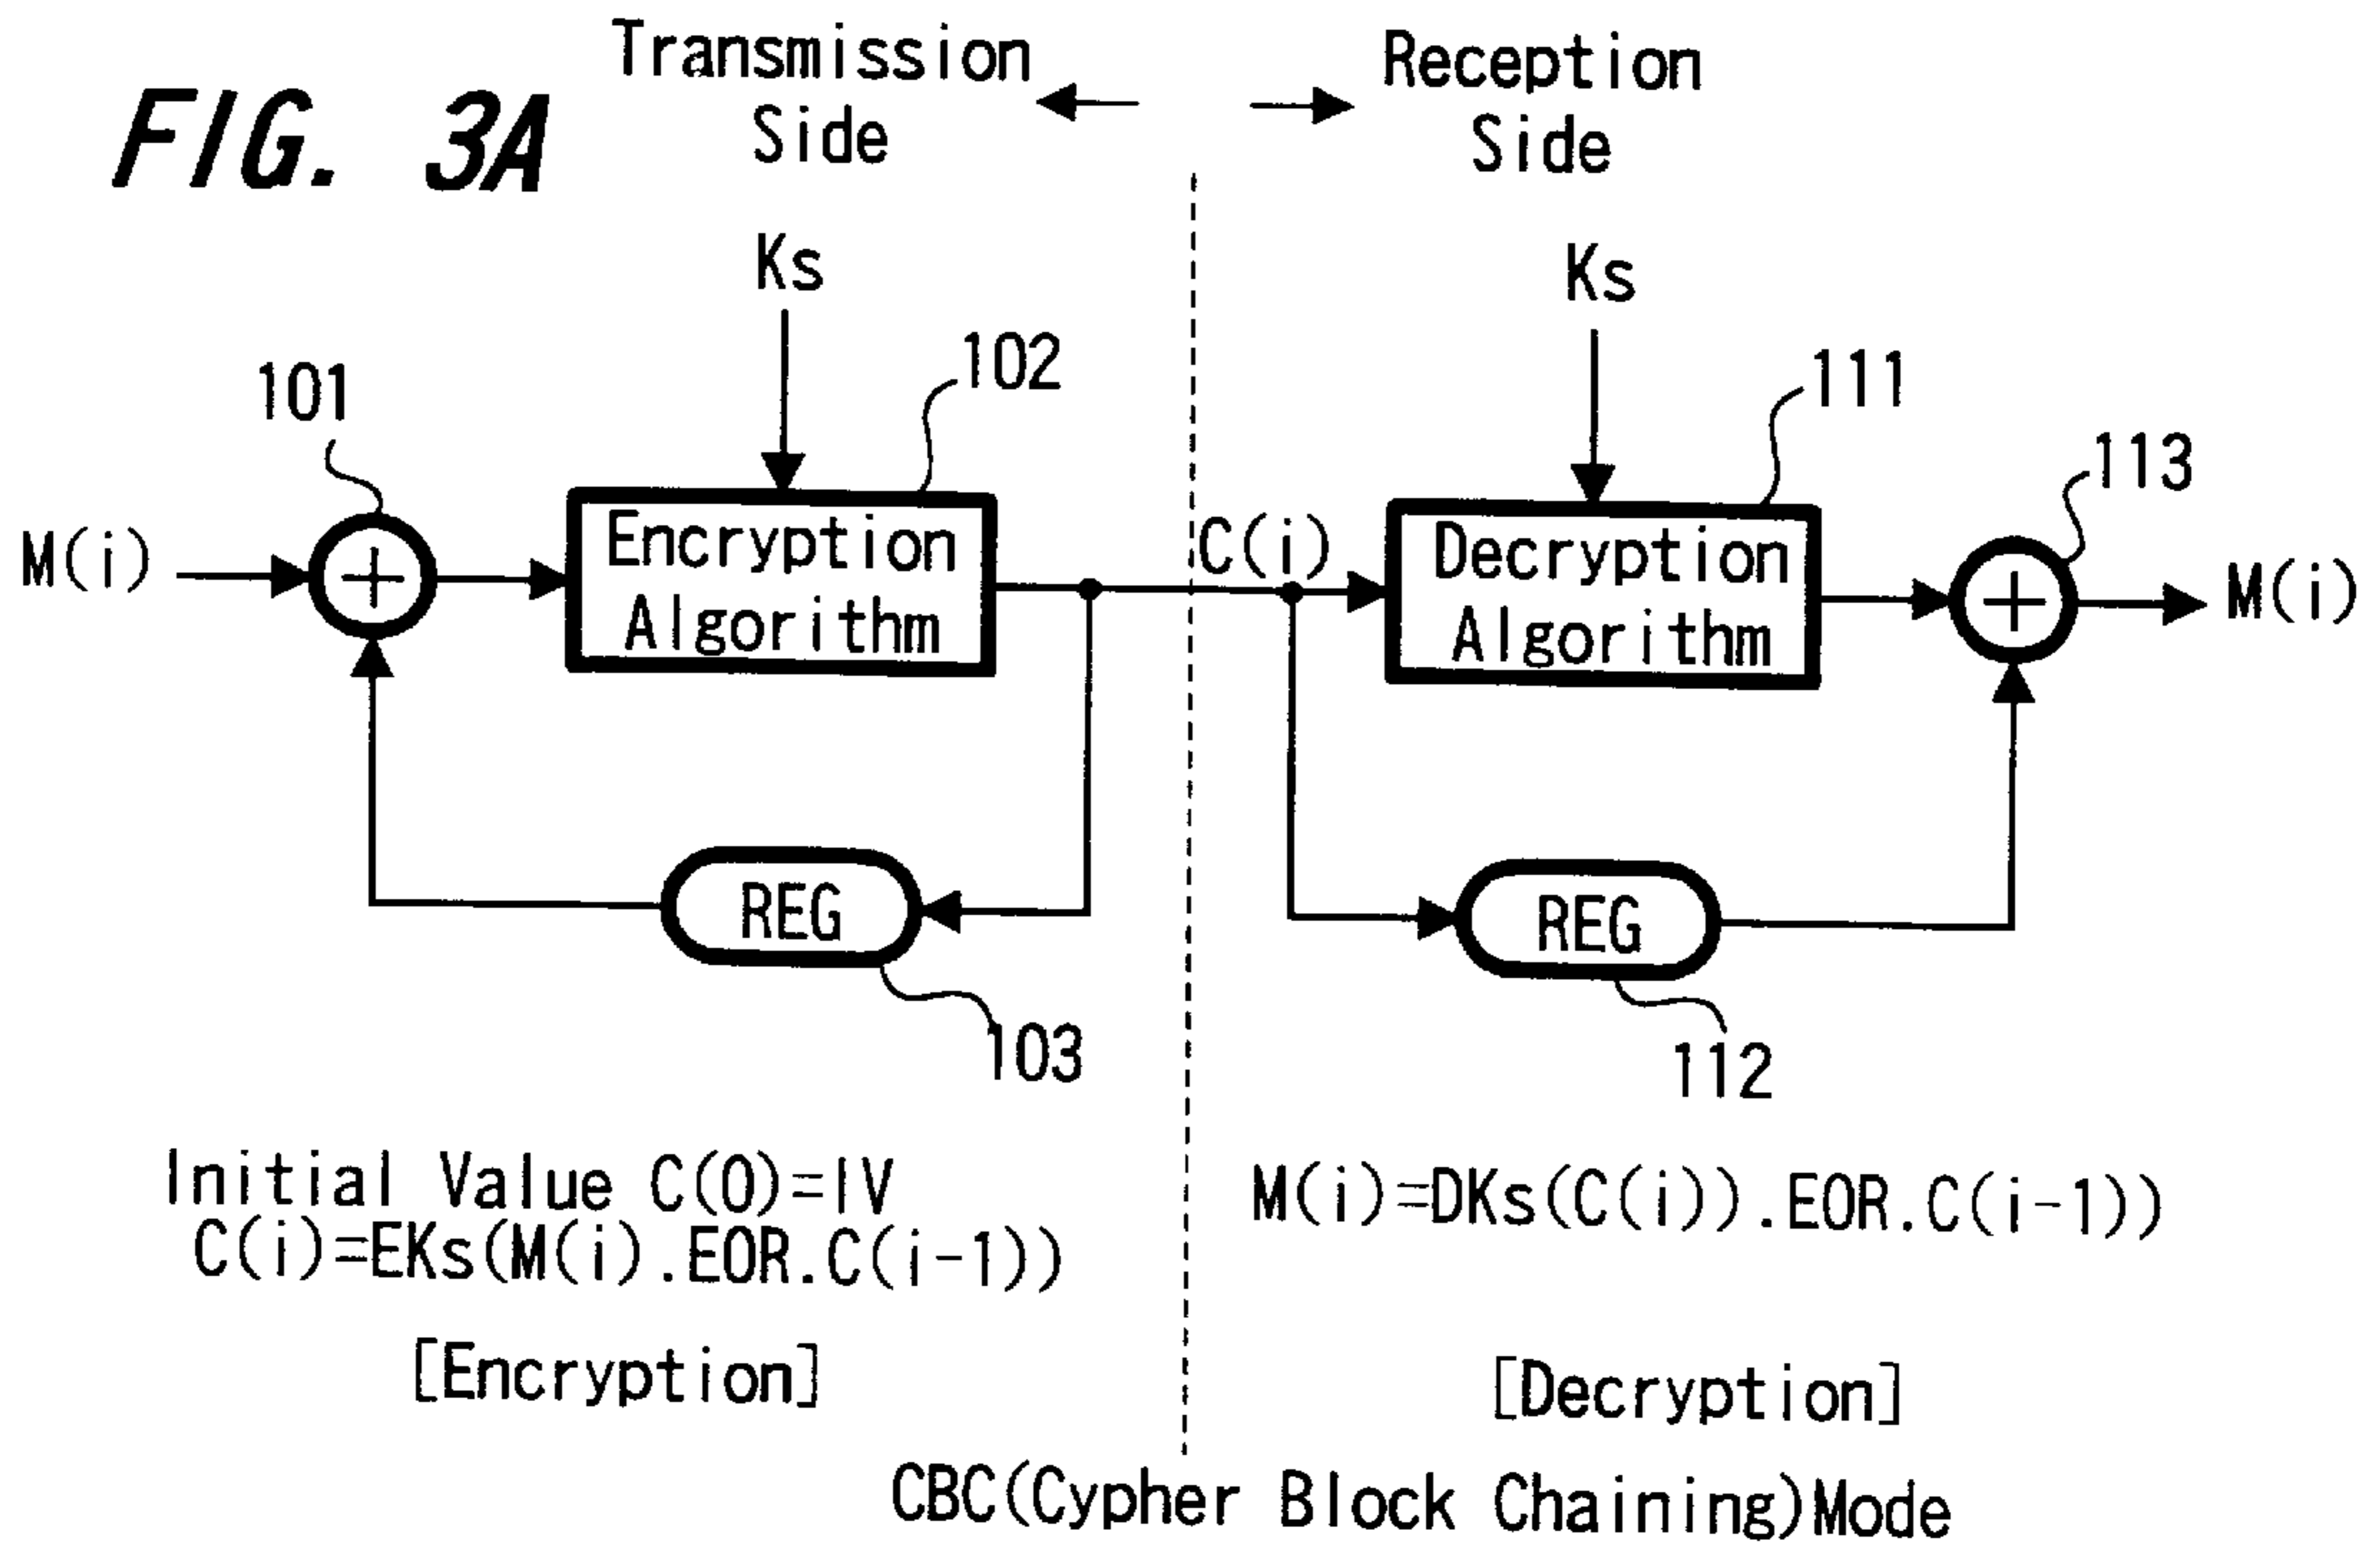 FIG. 3A
Transmission
Side
Reception
Side
Ks
Ks
101
102
111
113
M(i)
Encryption
Algorithm
C(i)
Decryption
Algorithm
M(i)
REG
REG
103
112
Initial Value C(0)=IV
C(i)=EKs(M(i).EOR.C(i-1))
M(i)=DKs(C(i)).EOR.C(i-1))
[Encryption]
[Decryption]
CBC(Cypher Block Chaining)Mode